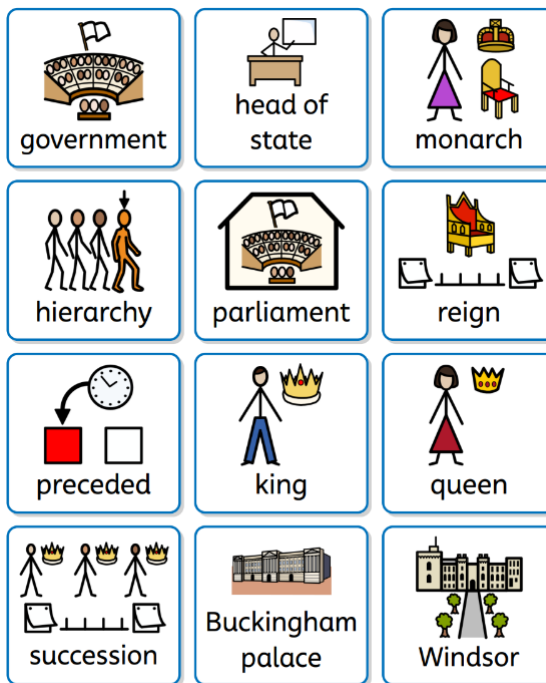 government
head of
state
monarch
hierarchy
parliament
reign
preceded
king
queen
succession
Buckingham
palace
Windsor